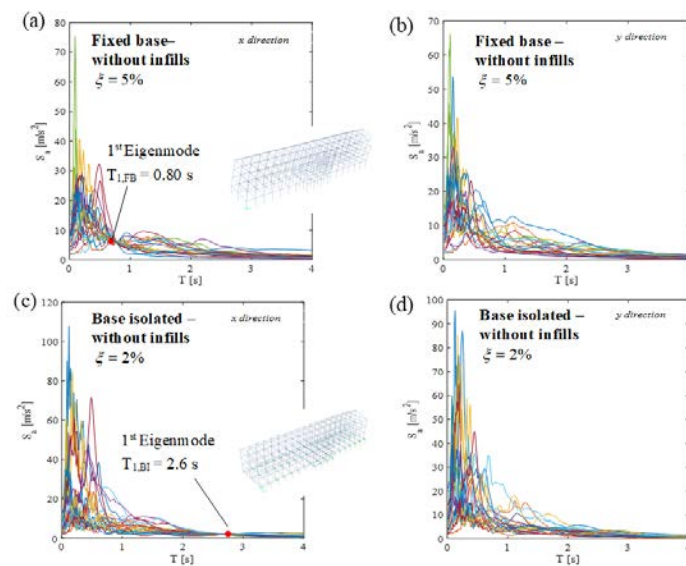 (a)
Fixed base–
without infills
ξ = 5%
x direction
1st Eigenmode
T1,FB = 0.80 s
Sa [m/s2]
80
70
60
50
40
30
20
10
0
0 1 2 3 4
T [s]
(b)
Fixed base –
without infills
ξ = 5%
y direction
Sa [m/s2]
70
60
50
40
30
20
10
0
0 1 2 3
T [s]
(c)
Base isolated –
without infills
ξ = 2%
x direction
1st Eigenmode
T1,BI = 2.6 s
Sa [m/s2]
120
100
80
60
40
20
0
0 1 2 3 4
T [s]
(d)
Base isolated –
without infills
ξ = 2%
y direction
Sa [m/s2]
100
90
80
70
60
50
40
30
20
10
0
0 1 2 3
T [s]